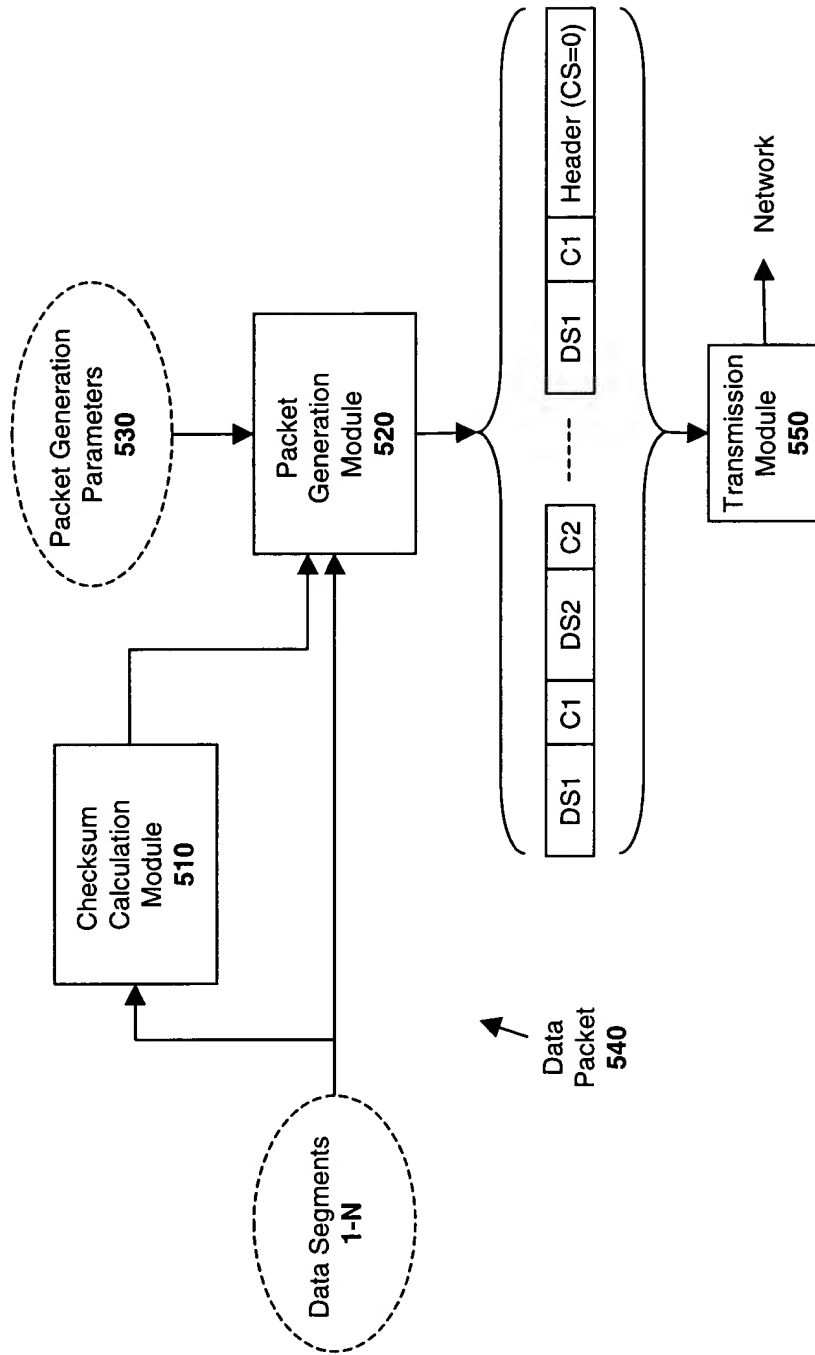 Data Segments
1-N
Checksum
Calculation
Module
510
Packet Generation
Parameters
530
Packet
Generation
Module
520
Data
Packet
540
DS1 C1 DS2 C2 DS1 C1 Header (CS=0)
Transmission
Module
550
Network